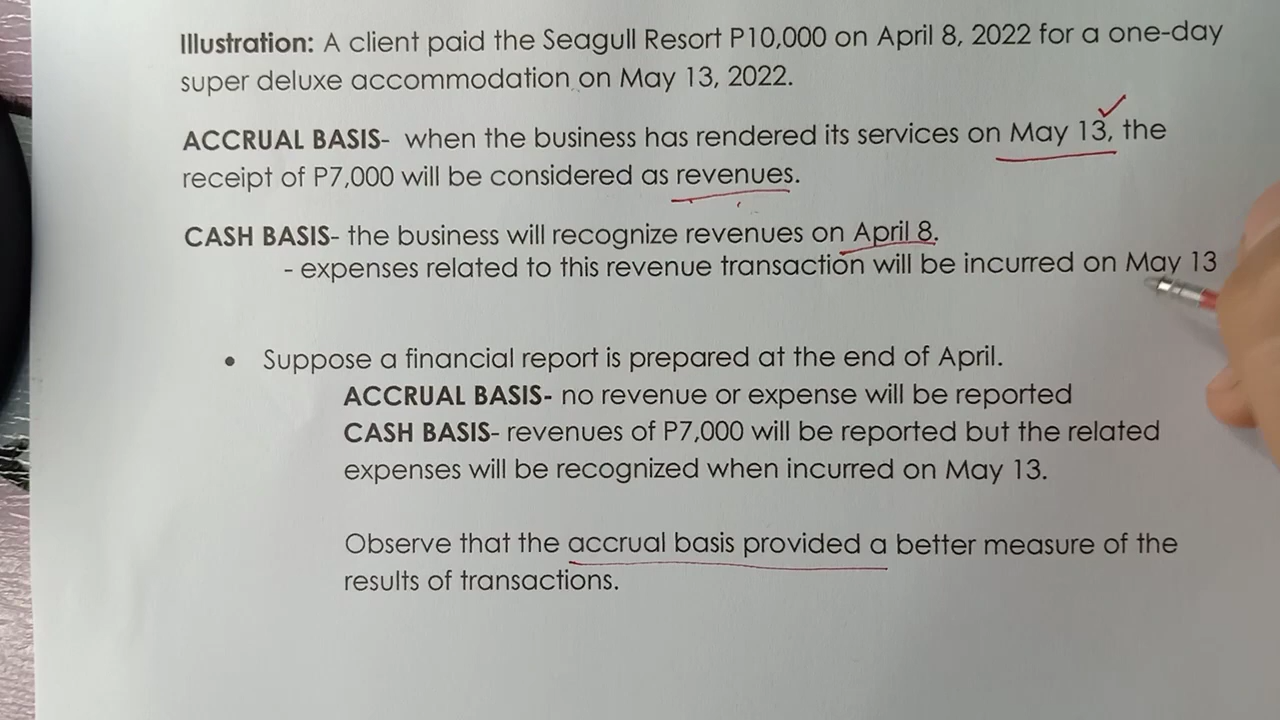 Illustration: A client paid the Seagull Resort P10,000 on April 8, 2022 for a one-day
super deluxe accommodation on May 13, 2022.
ACCRUAL BASIS- when the business has rendered its services on May 13, the
receipt of P7,000 will be considered as revenues.
CASH BASIS- the business will recognize revenues on April 8.
- expenses related to this revenue transaction will be incurred on May 13
• Suppose a financial report is prepared at the end of April.
ACCRUAL BASIS- no revenue or expense will be reported
CASH BASIS- revenues of P7,000 will be reported but the related
expenses will be recognized when incurred on May 13.
Observe that the accrual basis provided a better measure of the
results of transactions.